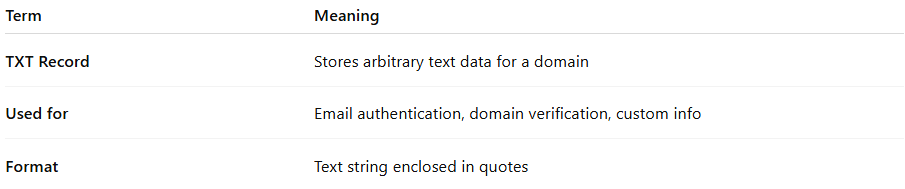 Term Meaning
TXT Record Stores arbitrary text data for a domain
Used for Email authentication, domain verification, custom info
Format Text string enclosed in quotes